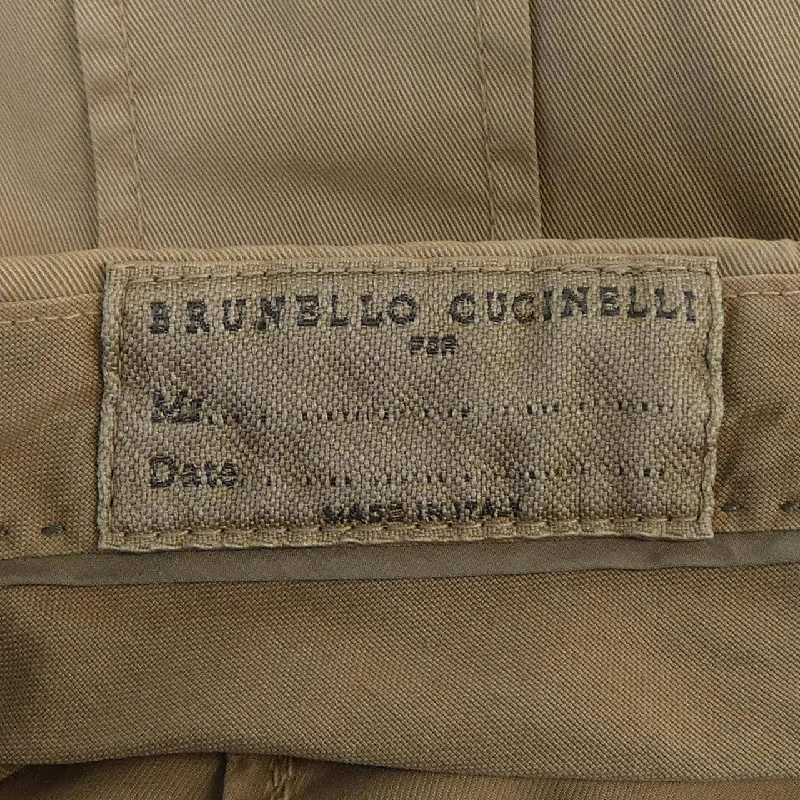 BRUNELLO CUCINELLI
FOR
Mr. . . . . . . . . . . . . . . . . . . .
Date. . . . . . . . . . . . . . . . . . .
MADE IN ITALY